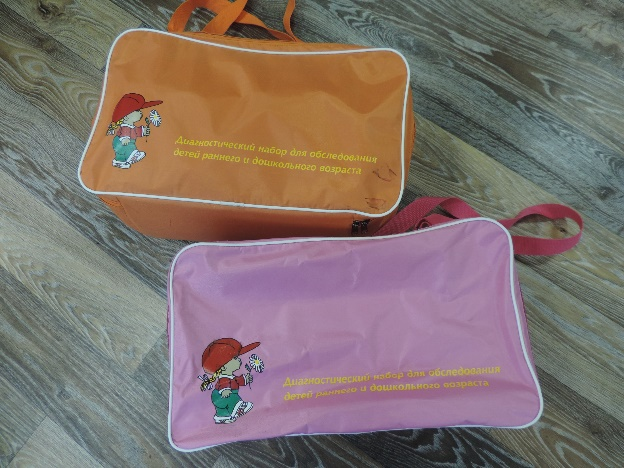 Диагностический набор для обследования
детей раннего и дошкольного возраста
Диагностический набор для обследования
детей раннего и дошкольного возраста